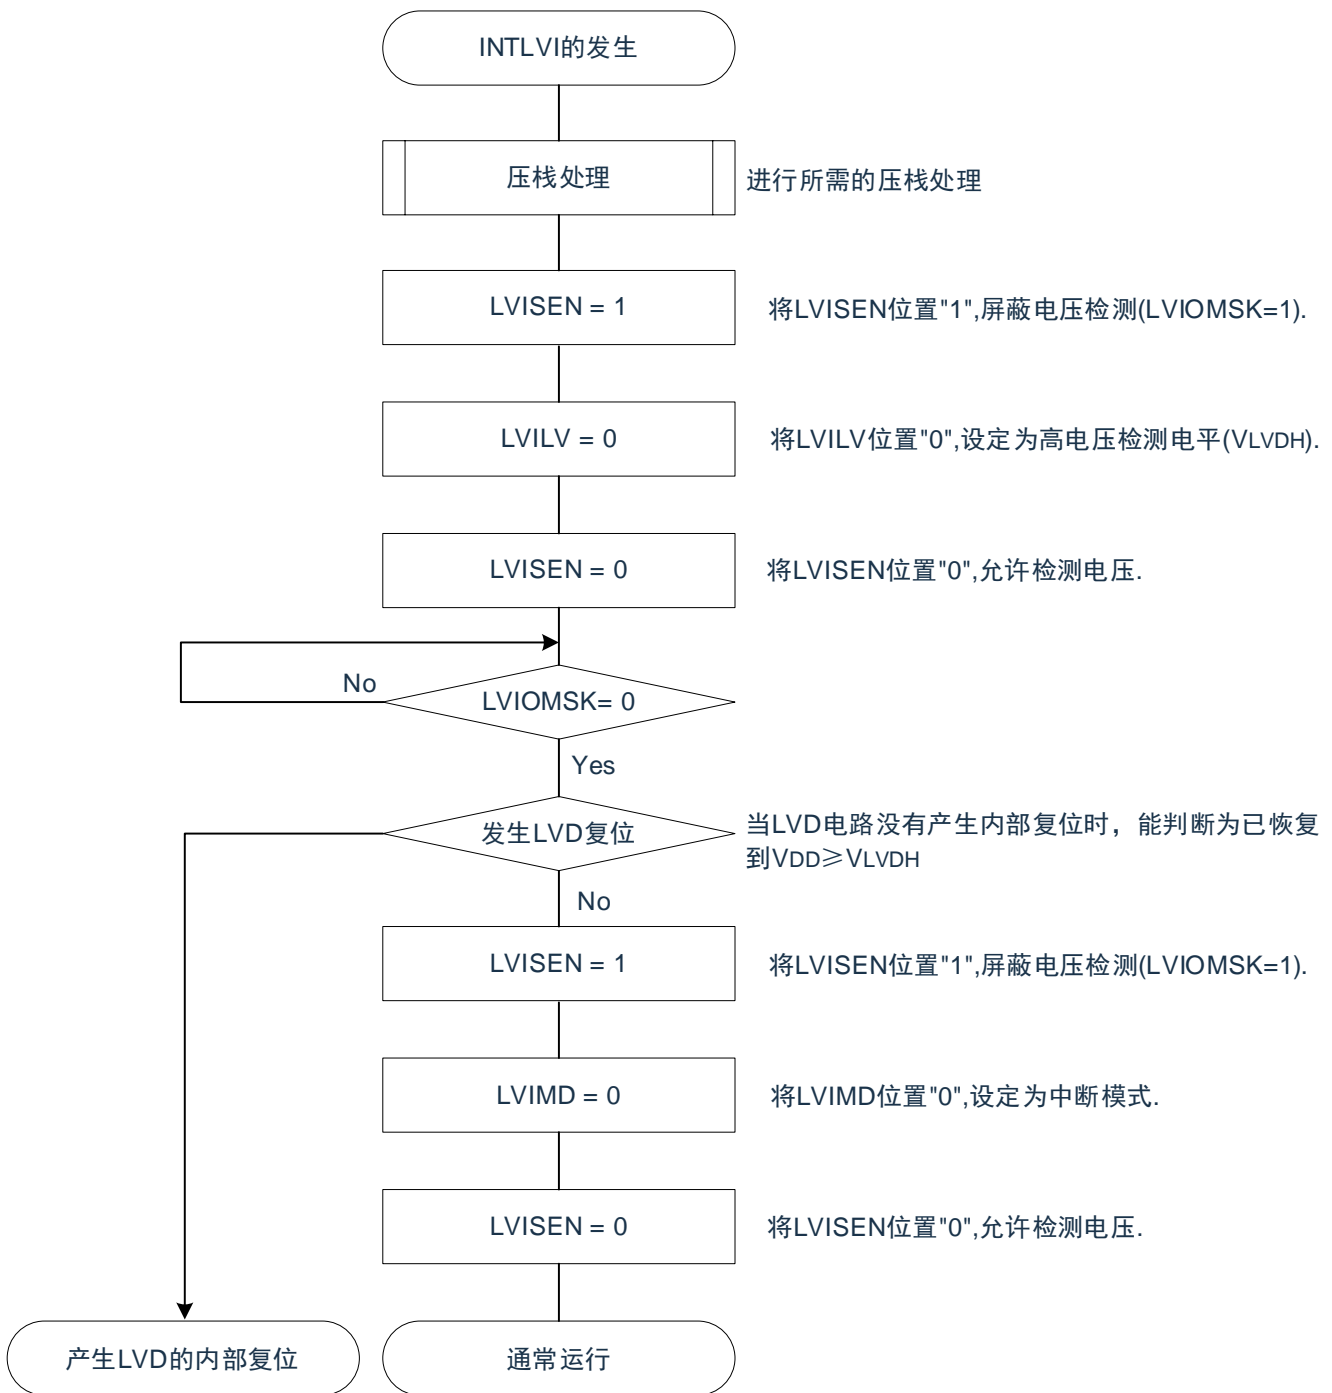 INTLVI的发生
压栈处理
进行所需的压栈处理
LVISEN = 1
将LVISEN位置"1",屏蔽电压检测(LVIOMSK=1).
LVILV = 0
将LVILV位置"0",设定为高电压检测电平(VLVDH).
LVISEN = 0
将LVISEN位置"0",允许检测电压.
No
LVIOMSK= 0
Yes
发生LVD复位
当LVD电路没有产生内部复位时，能判断为已恢复
到VDD≥VLVDH
No
LVISEN = 1
将LVISEN位置"1",屏蔽电压检测(LVIOMSK=1).
LVIMD = 0
将LVIMD位置"0",设定为中断模式.
LVISEN = 0
将LVISEN位置"0",允许检测电压.
产生LVD的内部复位
通常运行